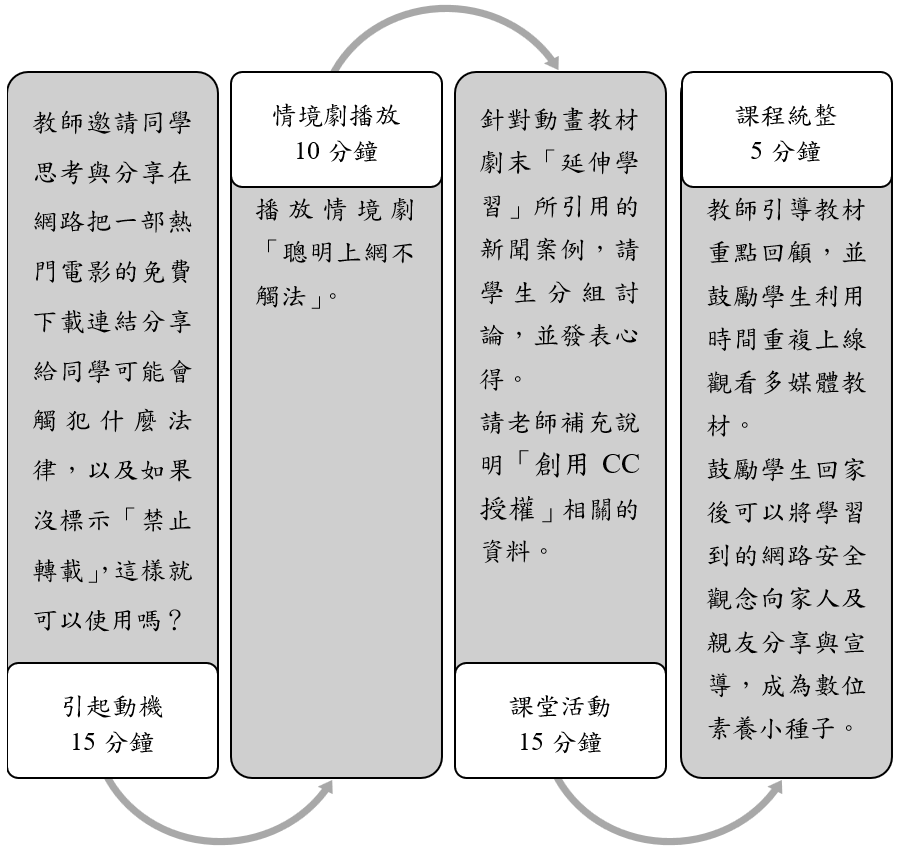 教師邀請同學
思考與分享在
網路把一部熱
門電影的免費
下載連結分享
給同學可能會
觸犯什麼法
律，以及如果
沒標示「禁止
轉載」，這樣就
可以使用嗎？
引起動機
15 分鐘
情境劇播放
10 分鐘
播放情境劇
「聰明上網不
觸法」。
針對動畫教材
劇末「延伸學
習」所引用的
新聞案例，請
學生分組討
論，並發表心
得。
請老師補充說
明「創用 CC
授權」相關的
資料。
課堂活動
15 分鐘
課程統整
5 分鐘
教師引導教材
重點回顧，並
鼓勵學生利用
時間重複上線
觀看多媒體教
材。
鼓勵學生回家
後可以將學習
到的網路安全
觀念向家人及
親友分享與宣
導，成為數位
素養小種子。